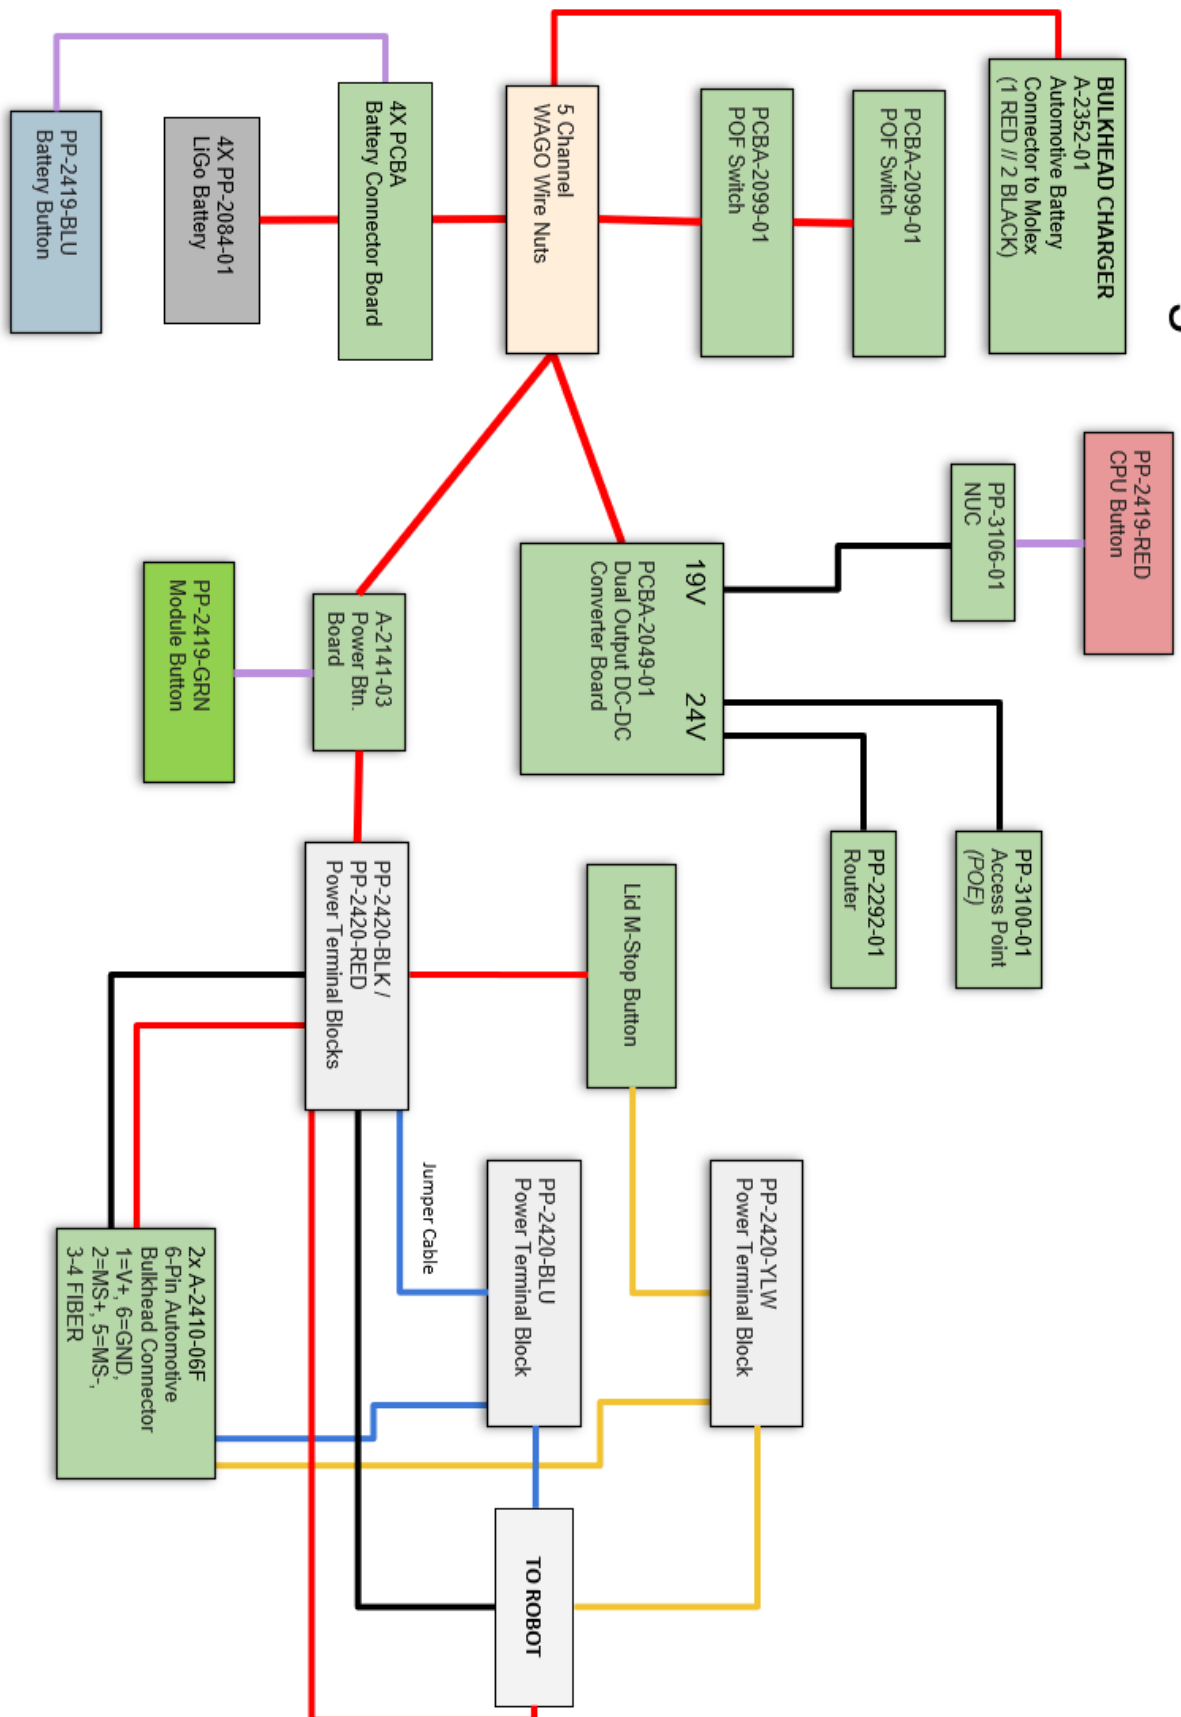 BULKHEAD CHARGER
A-2352-01
Automotive Battery
Connector to Molex
(1 RED // 2 BLACK)
PCBA-2099-01
POF Switch
PCBA-2099-01
POF Switch
5 Channel
WAGO Wire Nuts
4X PCBA
Battery Connector Board
4X PP-2084-01
LiGo Battery
PP-2419-BLU
Battery Button
PP-2419-RED
CPU Button
PP-3106-01
NUC
19V
24V
PCBA-2049-01
Dual Output DC-DC
Converter Board
A-2141-03
Power Btn.
Board
PP-2419-GRN
Module Button
PP-3100-01
Access Point
(POE)
PP-2292-01
Router
Lid M-Stop Button
PP-2420-BLK /
PP-2420-RED
Power Terminal Blocks
PP-2420-YLW
Power Terminal Block
PP-2420-BLU
Power Terminal Block
Jumper Cable
2x A-2410-06F
6-Pin Automotive
Bulkhead Connector
1=V+, 6=GND,
2=MS+, 5=MS-,
3-4 FIBER
TO ROBOT